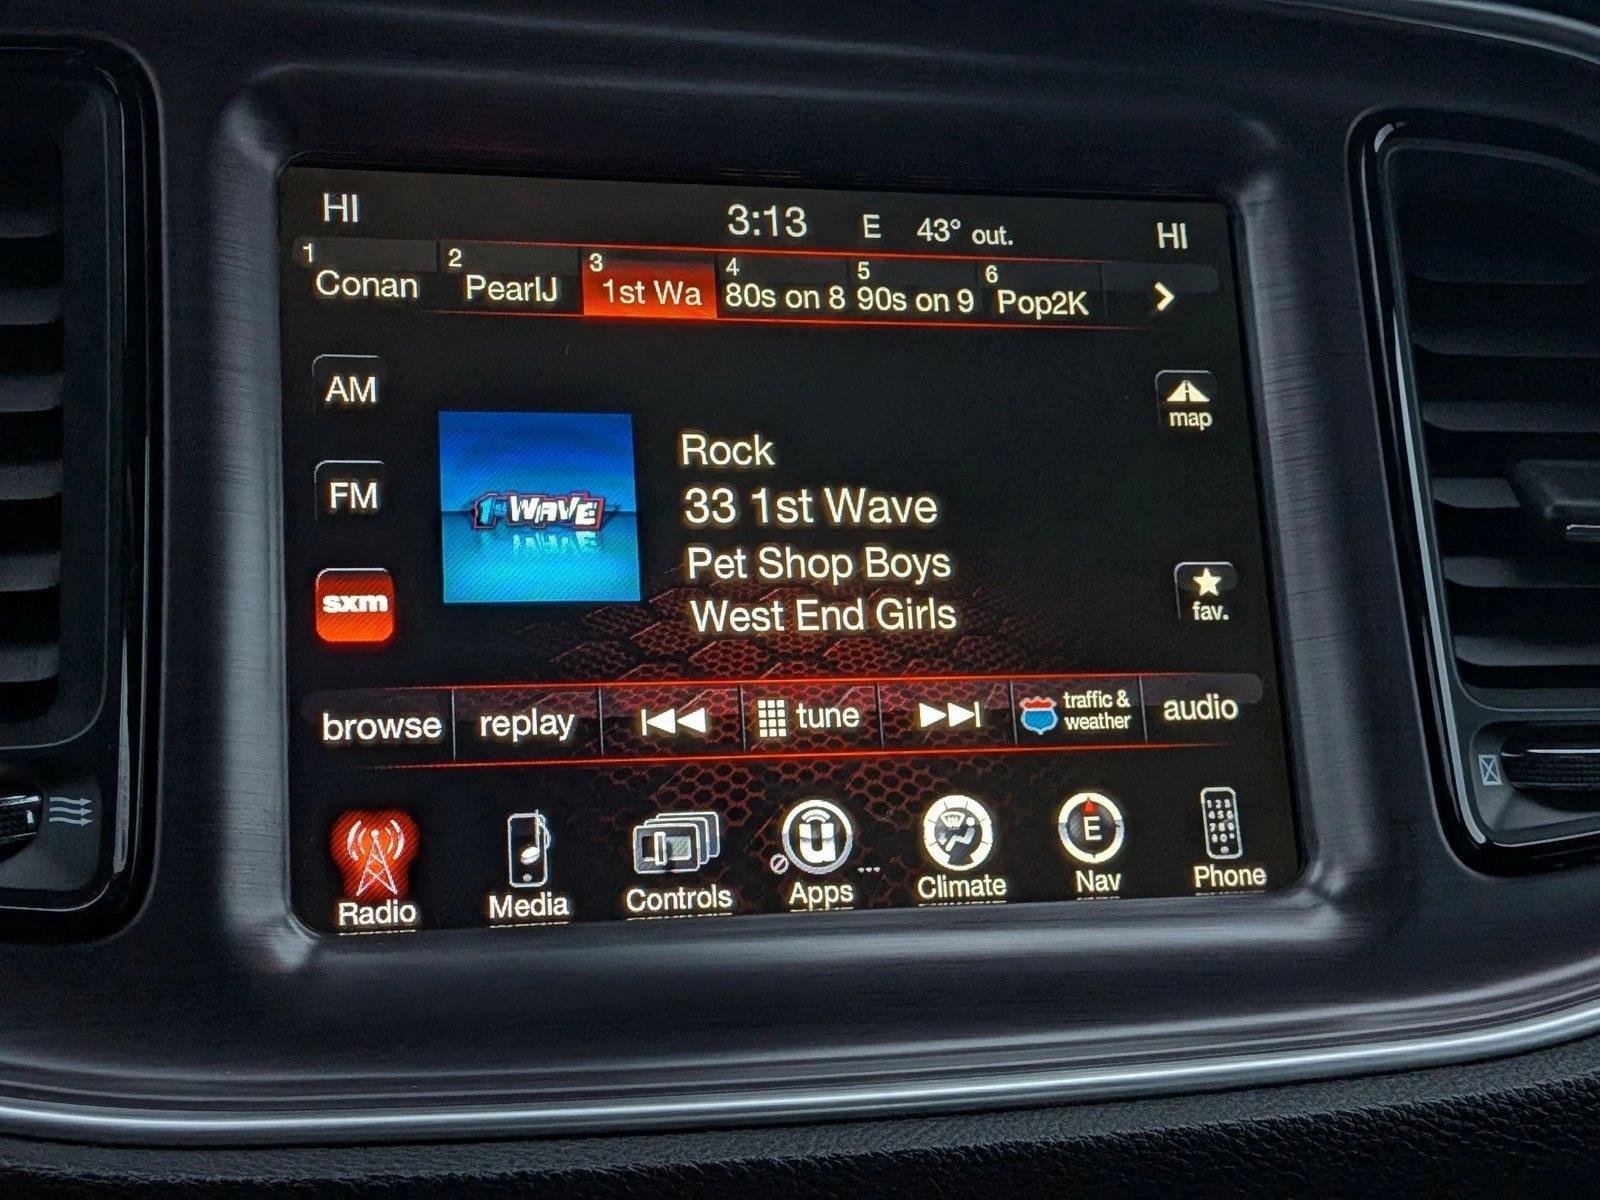 HI 3:13 E 43° out. HI
1 Conan 2 PearlJ 3 1st Wa 4 80s on 8 5 90s on 9 6 Pop2K
AM
map
FM
1st WAVE
Rock
33 1st Wave
Pet Shop Boys
West End Girls
sxm
fav.
browse replay tune traffic & weather audio
E
Radio Media Controls Apps Climate Nav Phone